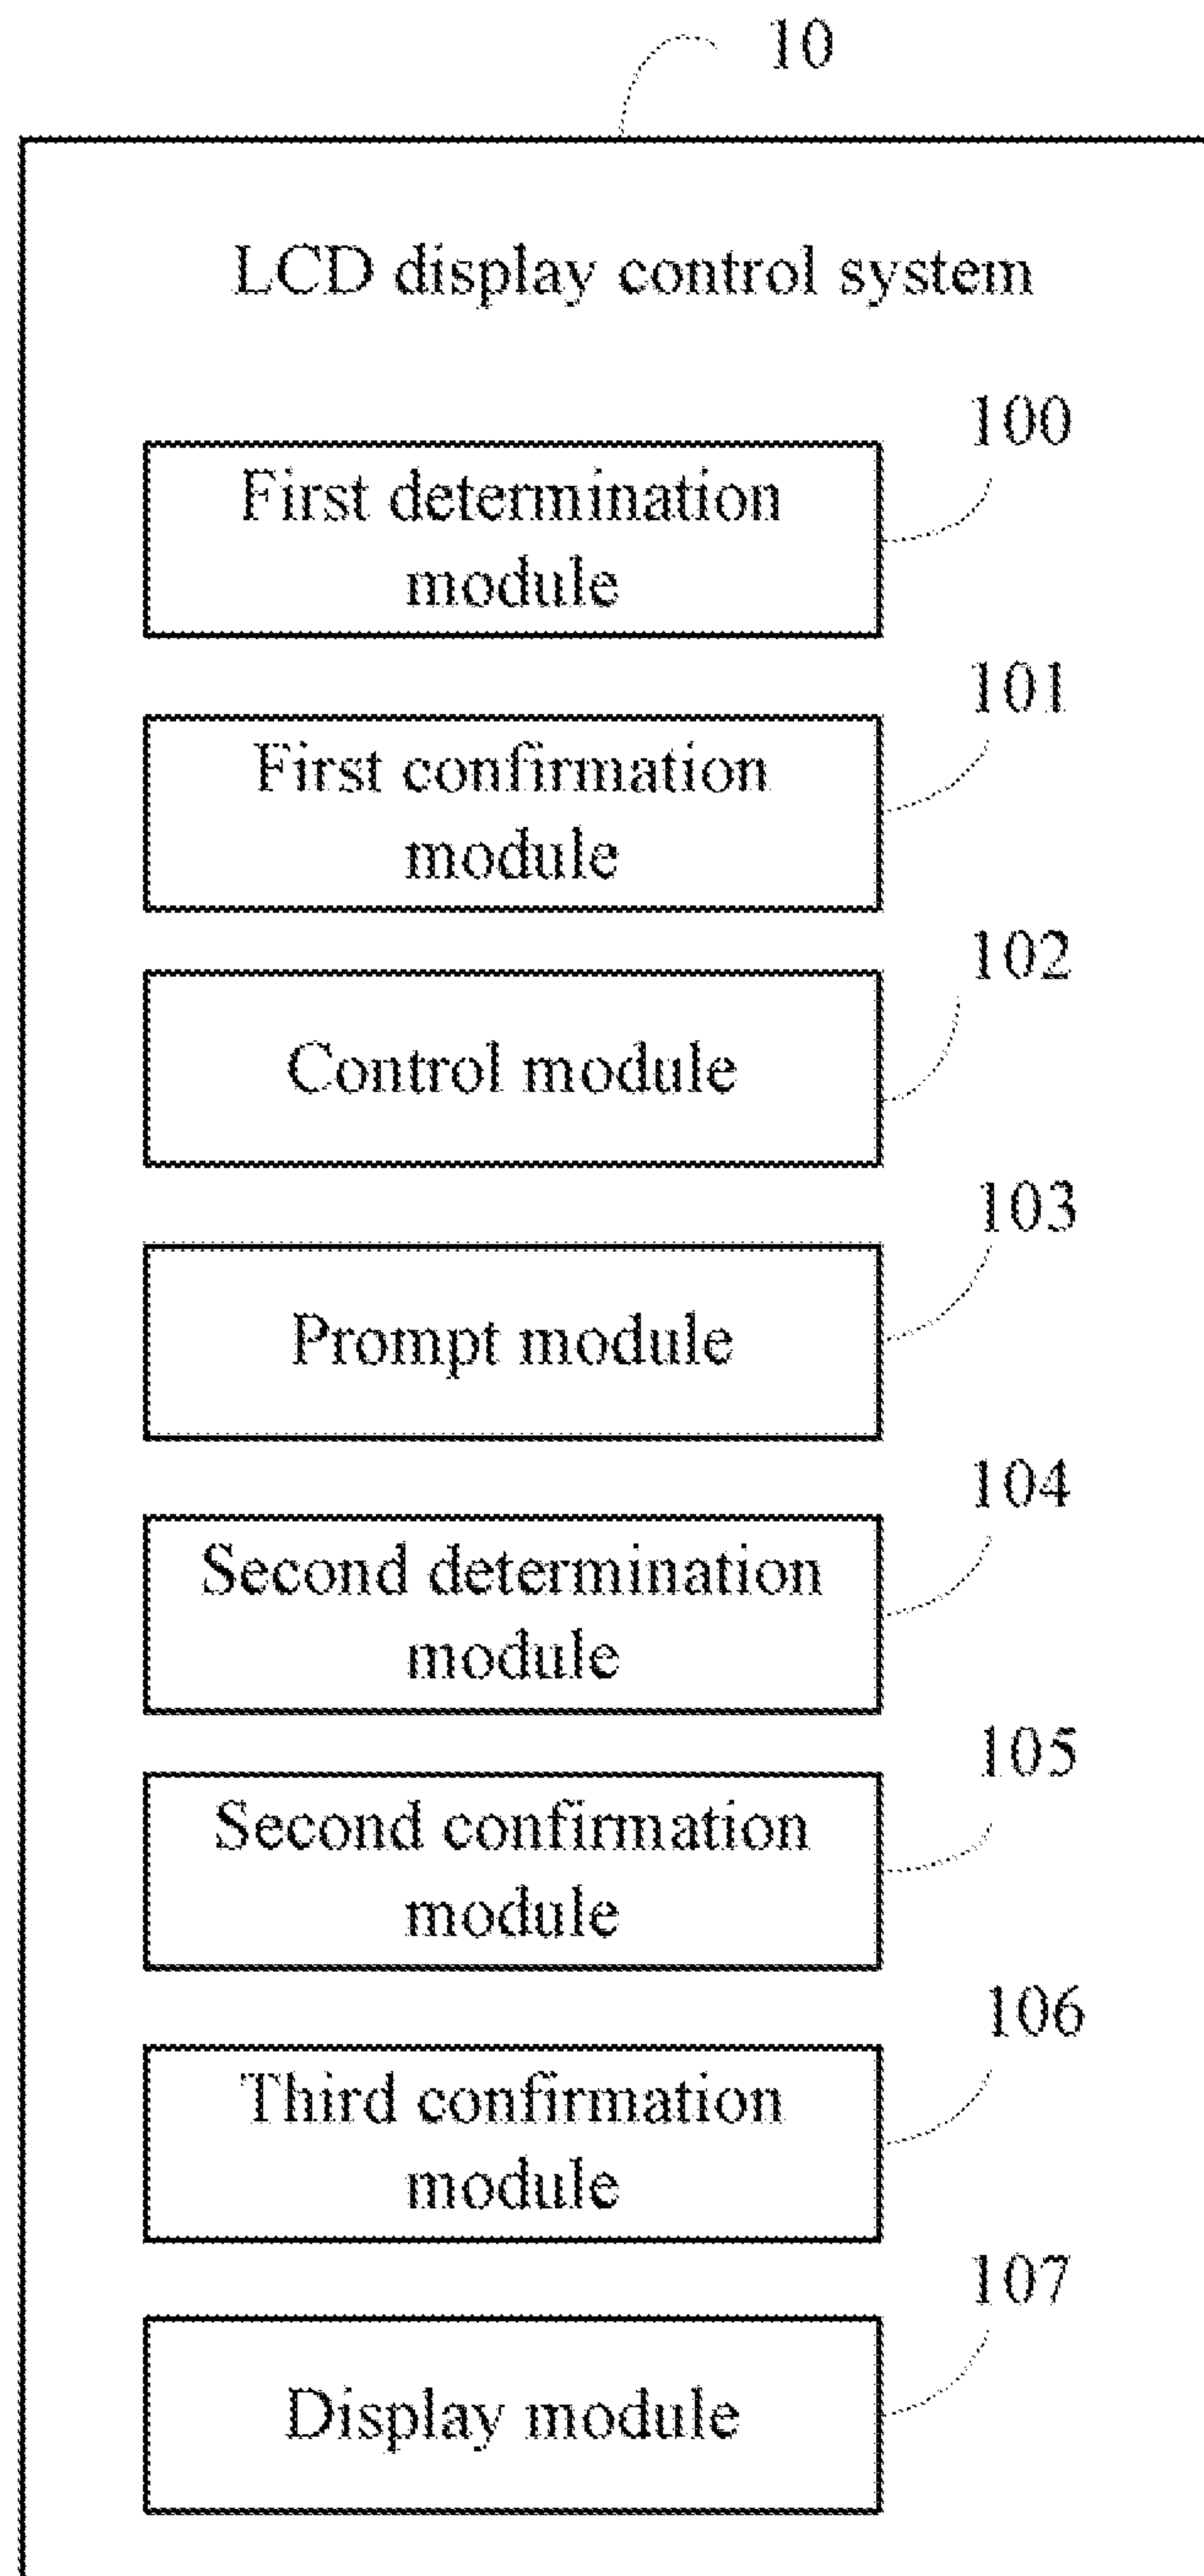 10
LCD display control system
100
First determination
module
101
First confirmation
module
102
Control module
103
Prompt module
104
Second determination
module
105
Second confirmation
module
106
Third confirmation
module
107
Display module